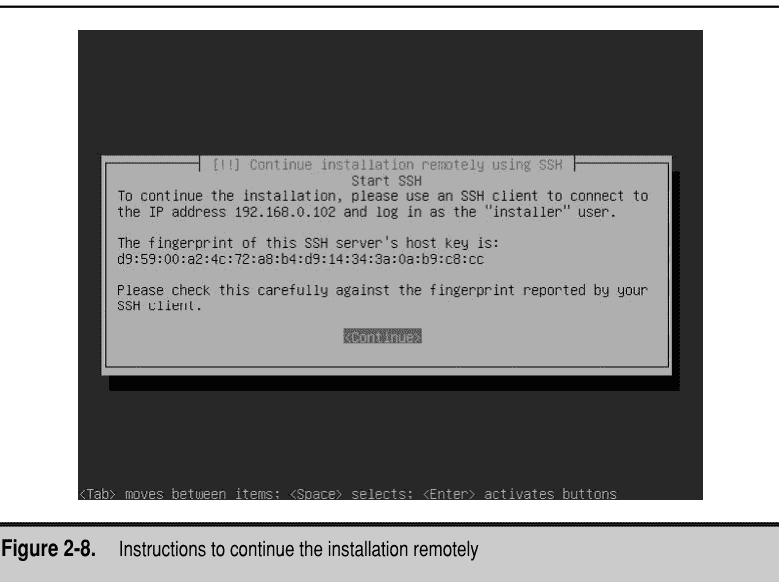 [!!] Continue installation remotely using SSH
Start SSH
To continue the installation, please use an SSH client to connect to
the IP address 192.168.0.102 and log in as the "installer" user.
The fingerprint of this SSH server's host key is:
d9:59:00:a2:4c:72:a8:b4:d9:14:34:3a:0a:b9:c8:cc
Please check this carefully against the fingerprint reported by your
SSH client.
<Continue>
<Tab> moves between items; <Space> selects; <Enter> activates buttons
Figure 2-8. Instructions to continue the installation remotely